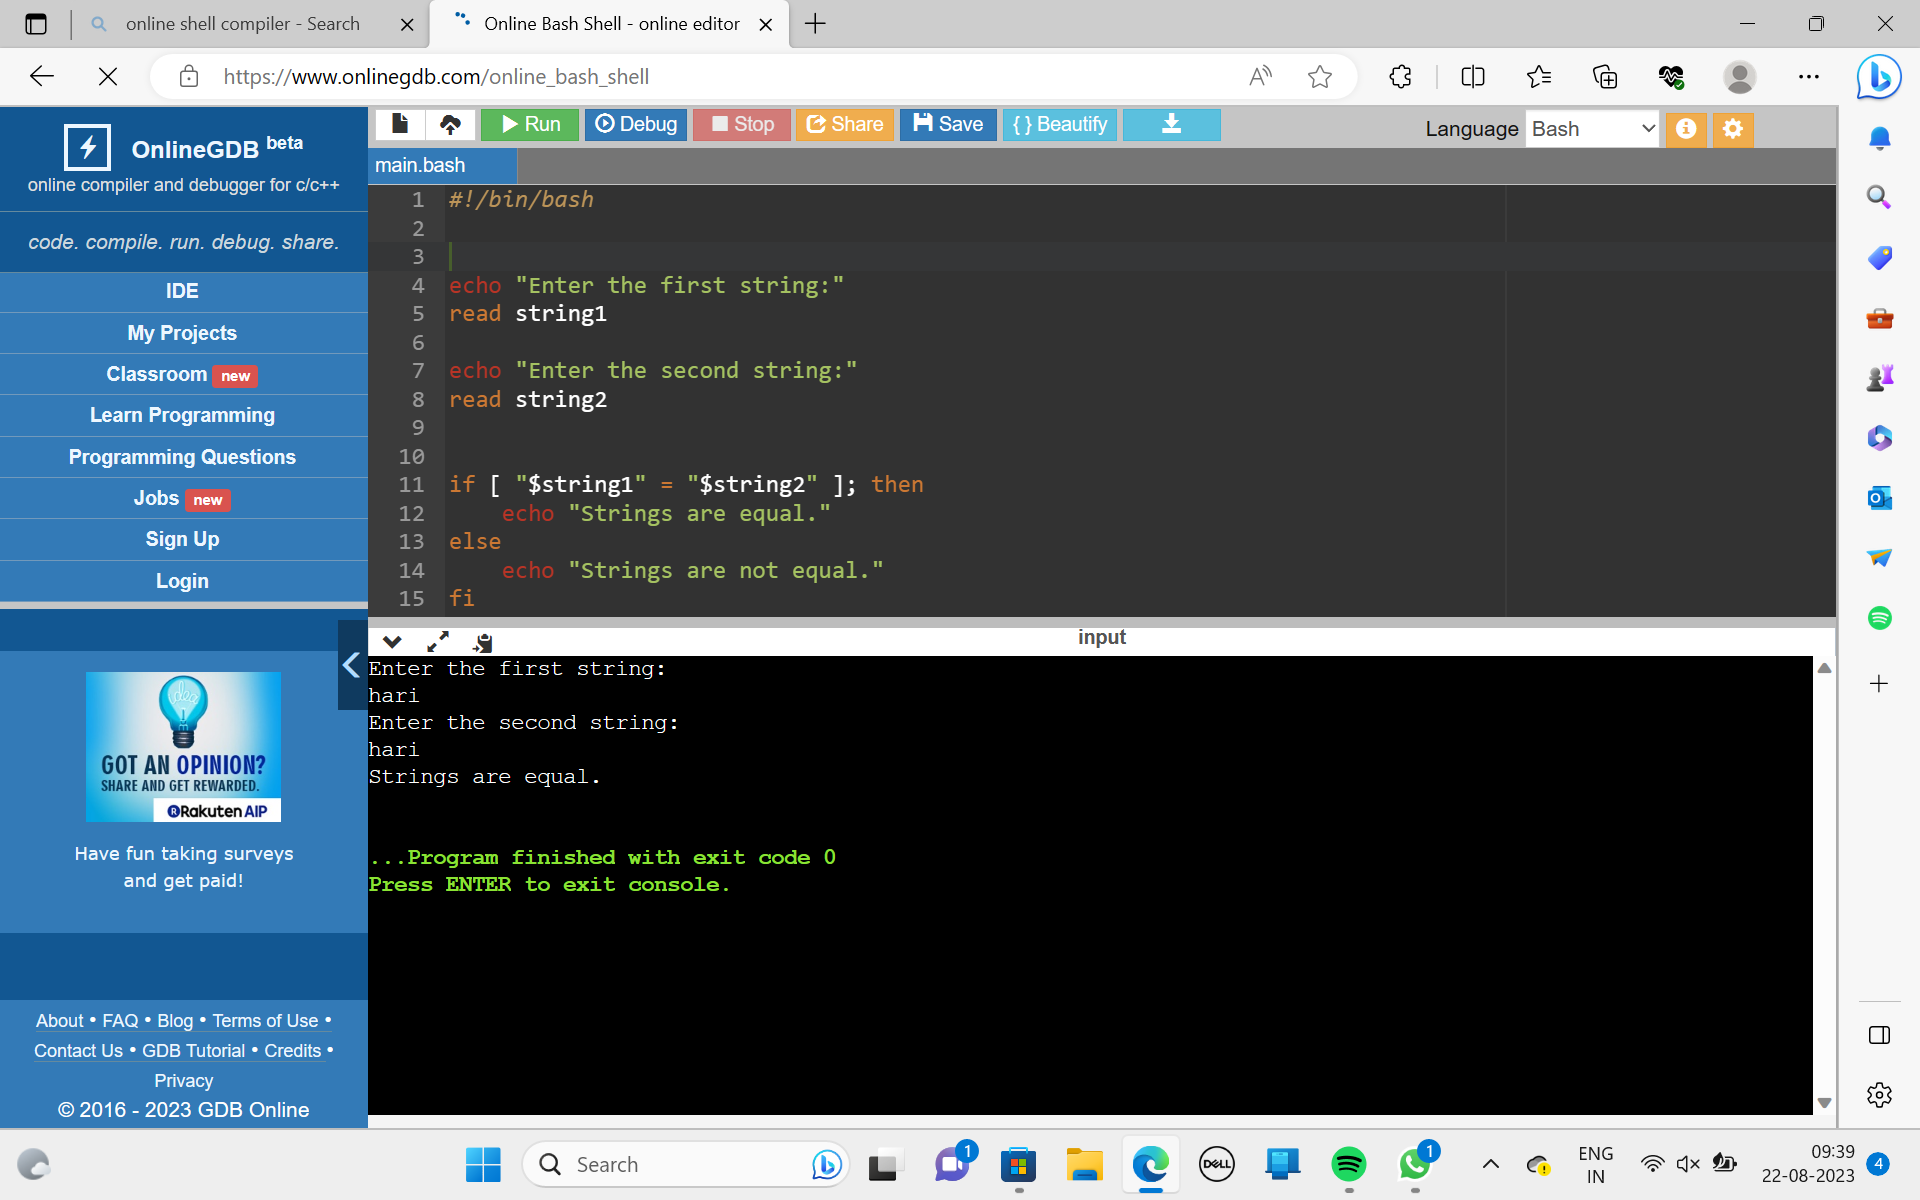 online shell compiler - Search
Online Bash Shell - online editor
https://www.onlinegdb.com/online_bash_shell
OnlineGDB beta
online compiler and debugger for c/c++
code. compile. run. debug. share.
IDE
My Projects
Classroom new
Learn Programming
Programming Questions
Jobs new
Sign Up
Login
idea
GOT AN OPINION?
SHARE AND GET REWARDED.
Rakuten AIP
Have fun taking surveys
and get paid!
About • FAQ • Blog • Terms of Use •
Contact Us • GDB Tutorial • Credits •
Privacy
© 2016 - 2023 GDB Online
Run Debug Stop Share Save { } Beautify
Language Bash
main.bash
1 #!/bin/bash
2
3
4 echo "Enter the first string:"
5 read string1
6
7 echo "Enter the second string:"
8 read string2
9
10
11 if [ "$string1" = "$string2" ]; then
12 echo "Strings are equal."
13 else
14 echo "Strings are not equal."
15 fi
input
Enter the first string:
hari
Enter the second string:
hari
Strings are equal.
...Program finished with exit code 0
Press ENTER to exit console.
Search
1
DELL
1
ENG
IN
09:39
22-08-2023
4